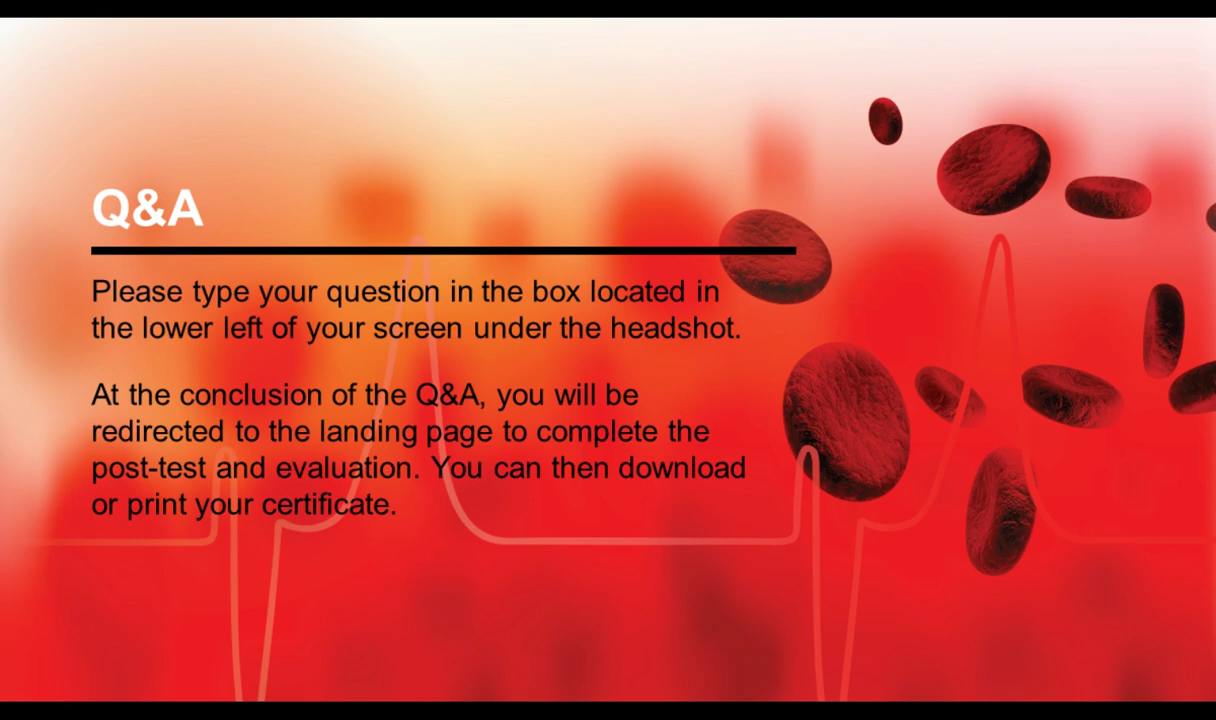 Q&A
Please type your question in the box located in
the lower left of your screen under the headshot.
At the conclusion of the Q&A, you will be
redirected to the landing page to complete the
post-test and evaluation. You can then download
or print your certificate.